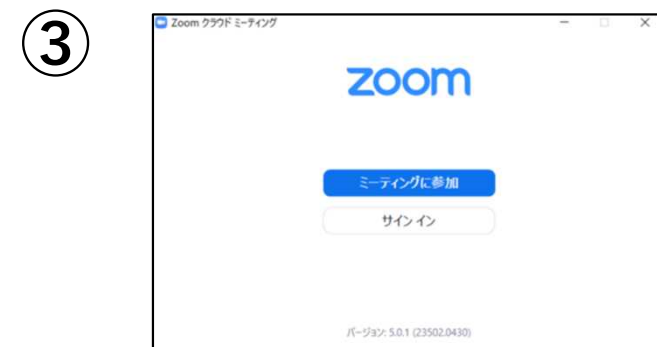 ③
Zoom クラウド ミーティング
zoom
ミーティングに参加
サイン イン
バージョン: 5.0.1 (23502.0430)